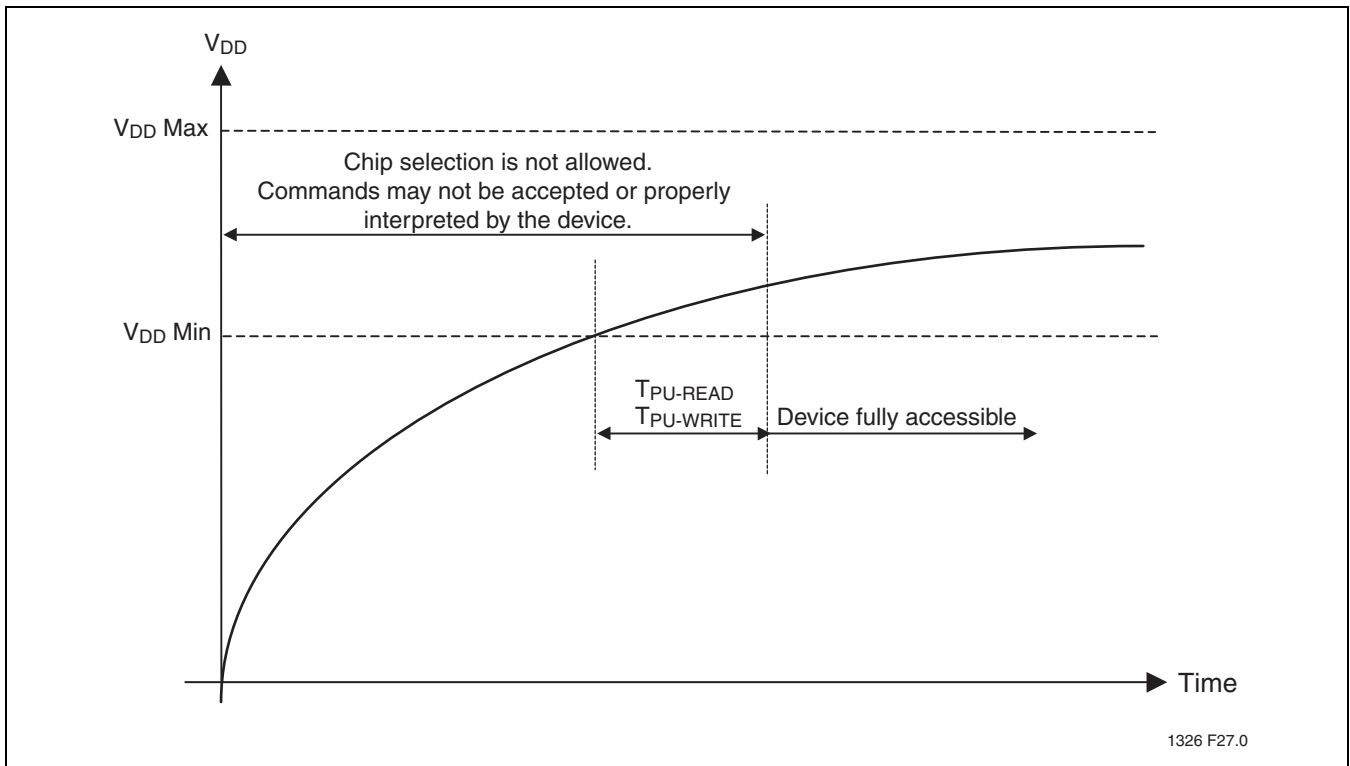 VDD
VDD Max
Chip selection is not allowed.
Commands may not be accepted or properly
interpreted by the device.
VDD Min
TPU-READ
TPU-WRITE
Device fully accessible
Time
1326 F27.0